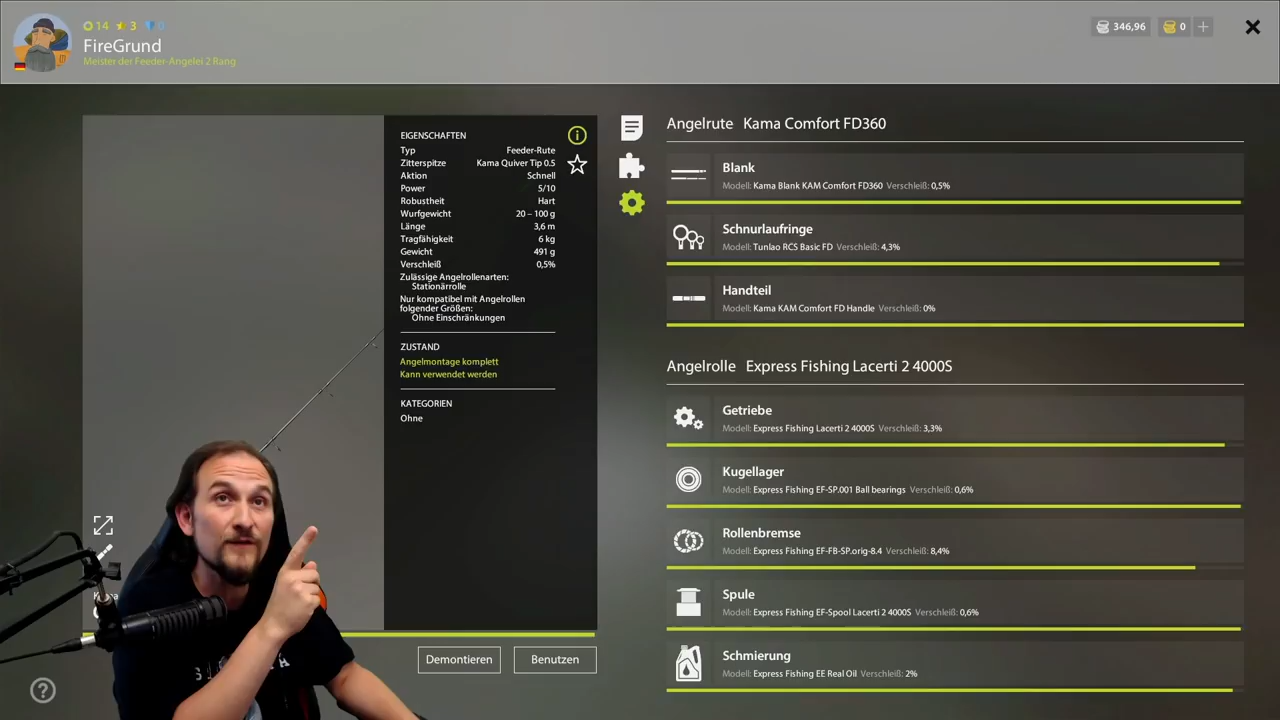 14 3 0
FireGrund
Meister der Feeder-Angelei 2 Rang
346,96 0 +
EIGENSCHAFTEN
Typ Feeder-Rute
Zitterspitze Kama Quiver Tip 0.5
Aktion Schnell
Power 5/10
Robustheit Hart
Wurfgewicht 20 – 100 g
Länge 3,6 m
Tragfähigkeit 6 kg
Gewicht 491 g
Verschleiß 0,5%
Zulässige Angelrollenarten:
Stationärrolle
Nur kompatibel mit Angelrollen
folgender Größen:
Ohne Einschränkungen
ZUSTAND
Angelmontage komplett
Kann verwendet werden
KATEGORIEN
Ohne
Demontieren Benutzen
Angelrute Kama Comfort FD360
Blank
Modell: Kama Blank KAM Comfort FD360 Verschleiß: 0,5%
Schnurlaufringe
Modell: Tunlao RCS Basic FD Verschleiß: 4,3%
Handteil
Modell: Kama KAM Comfort FD Handle Verschleiß: 0%
Angelrolle Express Fishing Lacerti 2 4000S
Getriebe
Modell: Express Fishing Lacerti 2 4000S Verschleiß: 3,3%
Kugellager
Modell: Express Fishing EF-SP.001 Ball bearings Verschleiß: 0,6%
Rollenbremse
Modell: Express Fishing EF-FB-SP.orig-8.4 Verschleiß: 8,4%
Spule
Modell: Express Fishing EF-Spool Lacerti 2 4000S Verschleiß: 0,6%
Schmierung
Modell: Express Fishing EE Real Oil Verschleiß: 2%